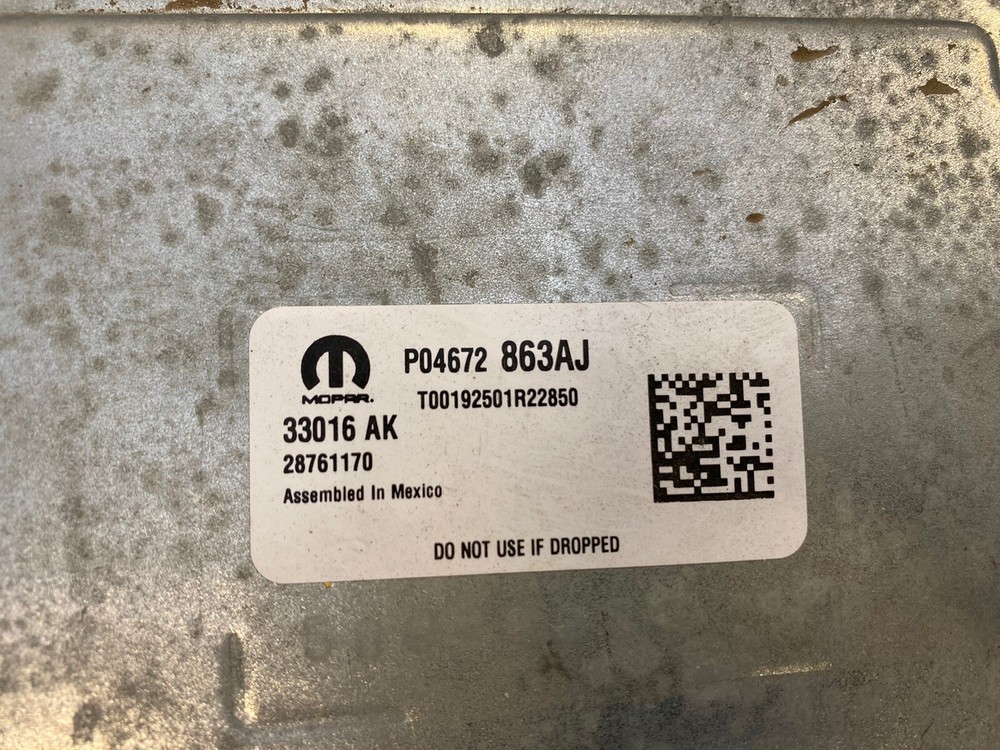 P04672 863AJ
MOPAR.
T00192501R22850
33016 AK
28761170
Assembled In Mexico
DO NOT USE IF DROPPED